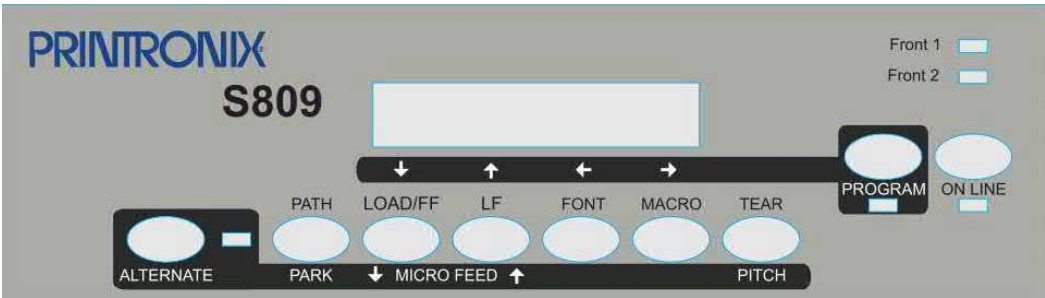 PRINTRONIX
S809
Front 1
Front 2
↓ ↑ ← →
PROGRAM ON LINE
PATH LOAD/FF LF FONT MACRO TEAR
ALTERNATE PARK ↓ MICRO FEED ↑ PITCH